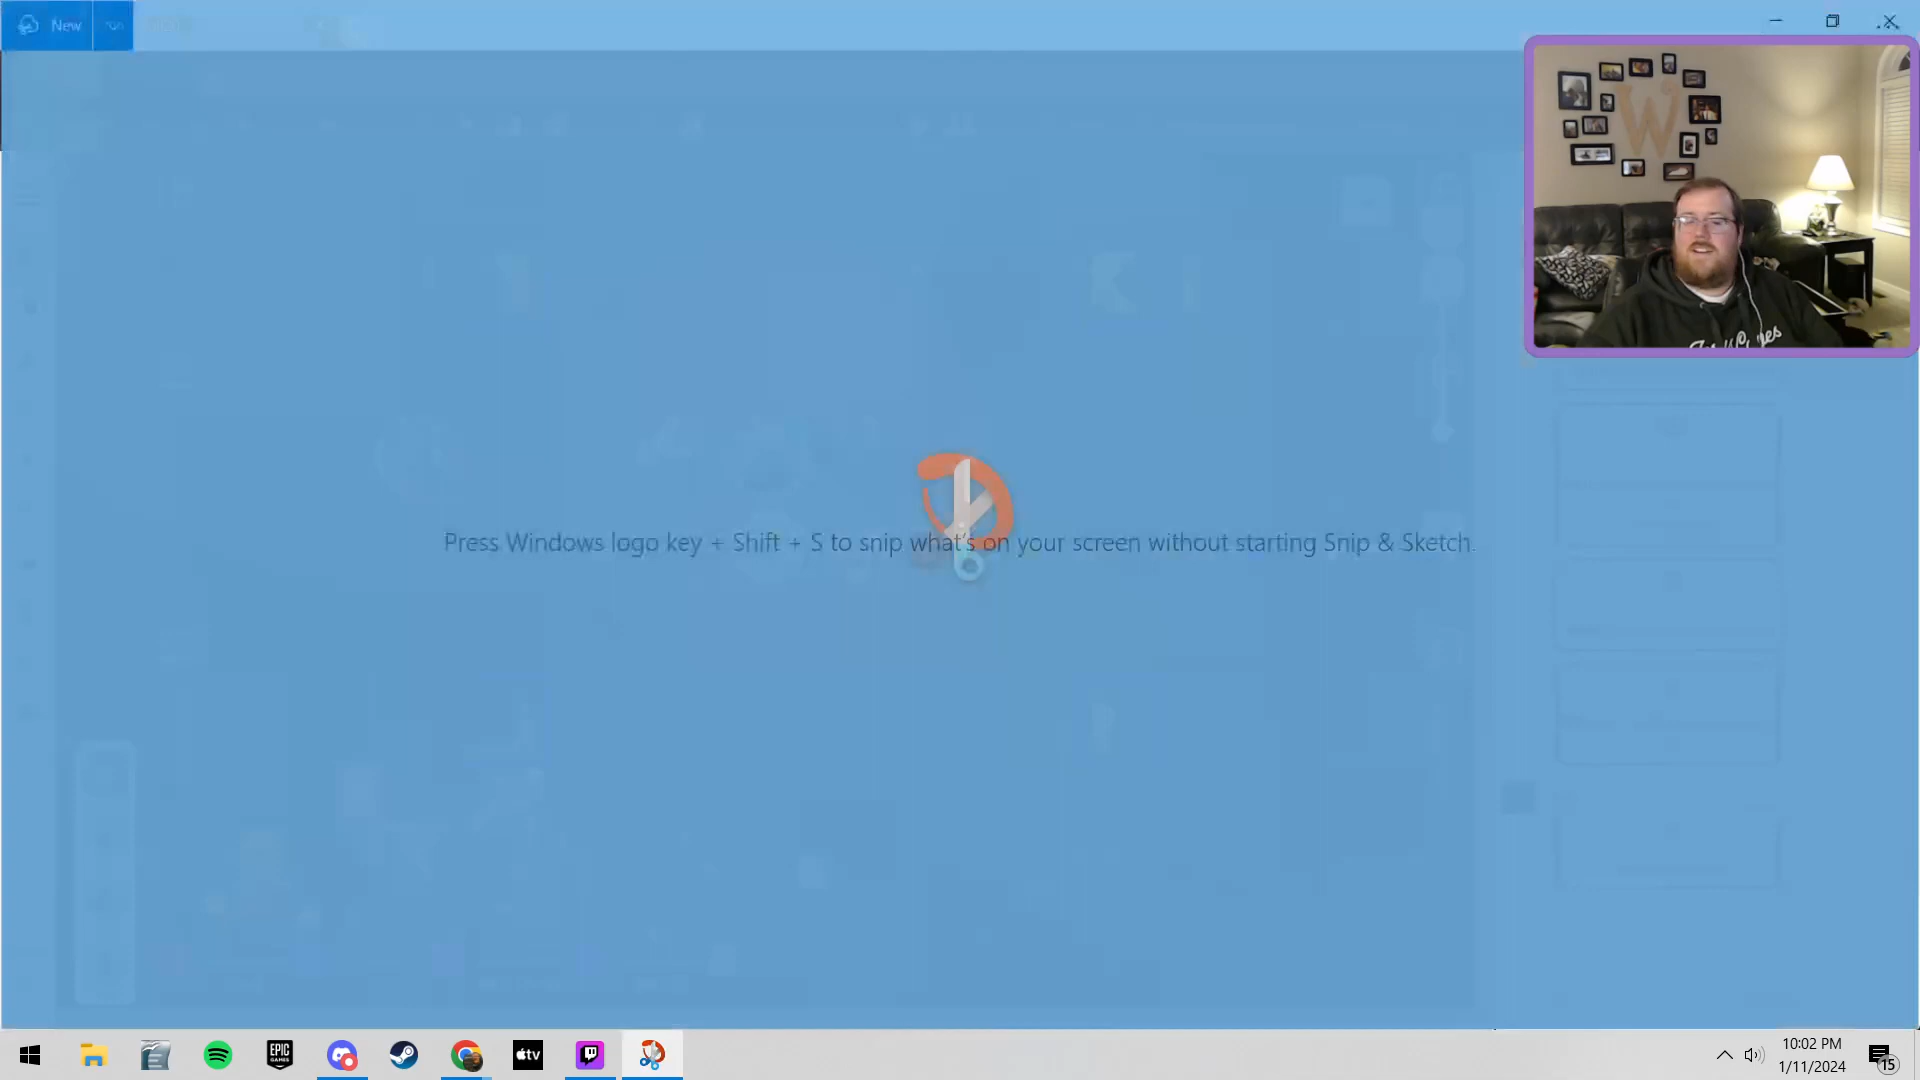 New
Press Windows logo key + Shift + S to snip what's on your screen without starting Snip & Sketch.
W
EPIC
GAMES
tv
10:02 PM
1/11/2024
15